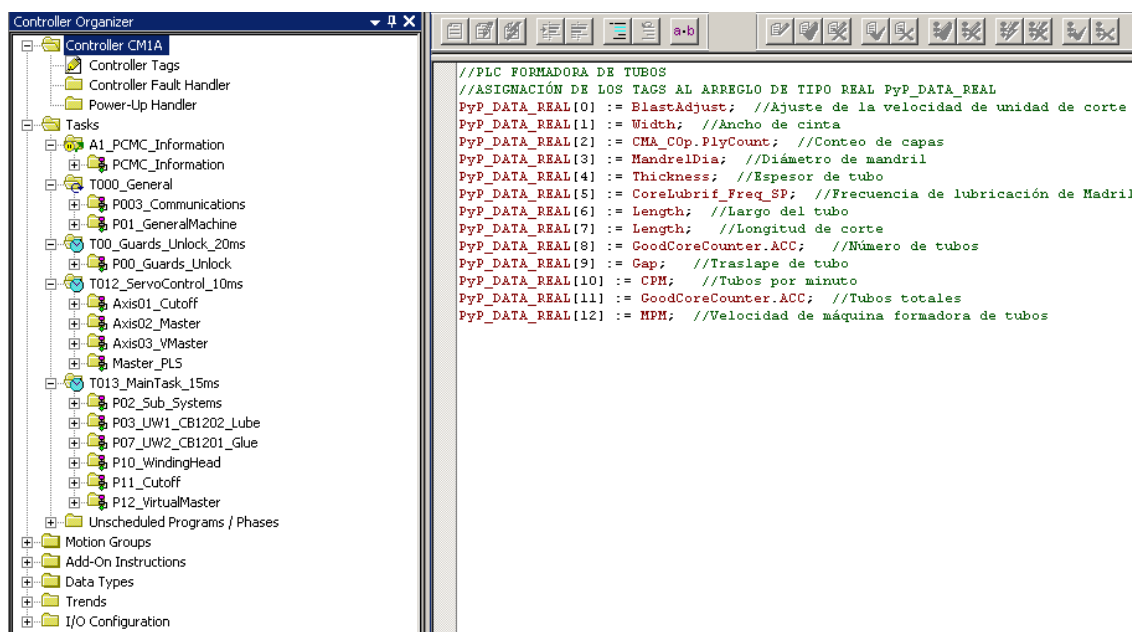 Controller Organizer
Controller CM1A
Controller Tags
Controller Fault Handler
Power-Up Handler
Tasks
A1_PCMC_Information
PCMC_Information
T000_General
P003_Communications
P01_GeneralMachine
T00_Guards_Unlock_20ms
P00_Guards_Unlock
T012_ServoControl_10ms
Axis01_Cutoff
Axis02_Master
Axis03_VMaster
Master_PLS
T013_MainTask_15ms
P02_Sub_Systems
P03_UW1_CB1202_Lube
P07_UW2_CB1201_Glue
P10_WindingHead
P11_Cutoff
P12_VirtualMaster
Unscheduled Programs / Phases
Motion Groups
Add-On Instructions
Data Types
Trends
I/O Configuration
a-b
//PLC FORMADORA DE TUBOS
//ASIGNACIÓN DE LOS TAGS AL ARREGLO DE TIPO REAL PyP_DATA_REAL
PyP_DATA_REAL[0] := BlastAdjust; //Ajuste de la velocidad de unidad de corte
PyP_DATA_REAL[1] := Width; //Ancho de cinta
PyP_DATA_REAL[2] := CMA_COp.PlyCount; //Conteo de capas
PyP_DATA_REAL[3] := MandrelDia; //Diámetro de mandril
PyP_DATA_REAL[4] := Thickness; //Espesor de tubo
PyP_DATA_REAL[5] := CoreLubrif_Freq_SP; //Frecuencia de lubricación de Madril
PyP_DATA_REAL[6] := Length; //Largo del tubo
PyP_DATA_REAL[7] := Length; //Longitud de corte
PyP_DATA_REAL[8] := GoodCoreCounter.ACC; //Número de tubos
PyP_DATA_REAL[9] := Gap; //Traslape de tubo
PyP_DATA_REAL[10] := CPM; //Tubos por minuto
PyP_DATA_REAL[11] := GoodCoreCounter.ACC; //Tubos totales
PyP_DATA_REAL[12] := MPM; //Velocidad de máquina formadora de tubos